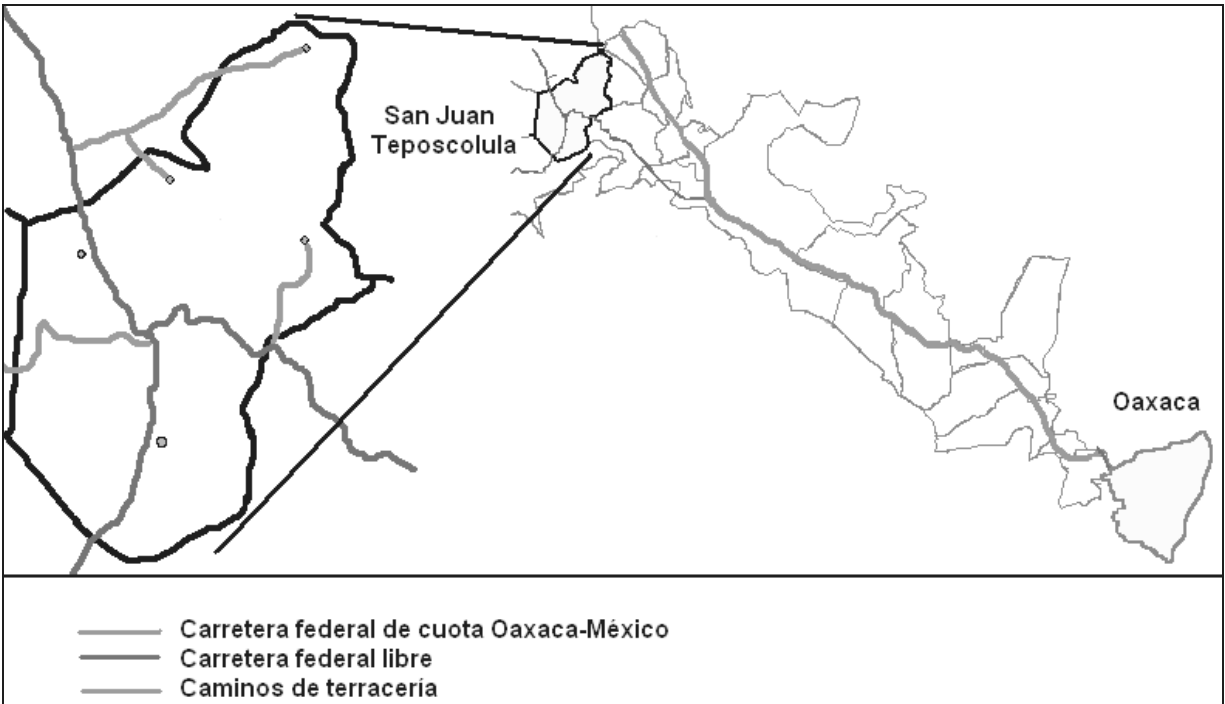 San Juan
Teposcolula
Oaxaca
Carretera federal de cuota Oaxaca-México
Carretera federal libre
Caminos de terracería